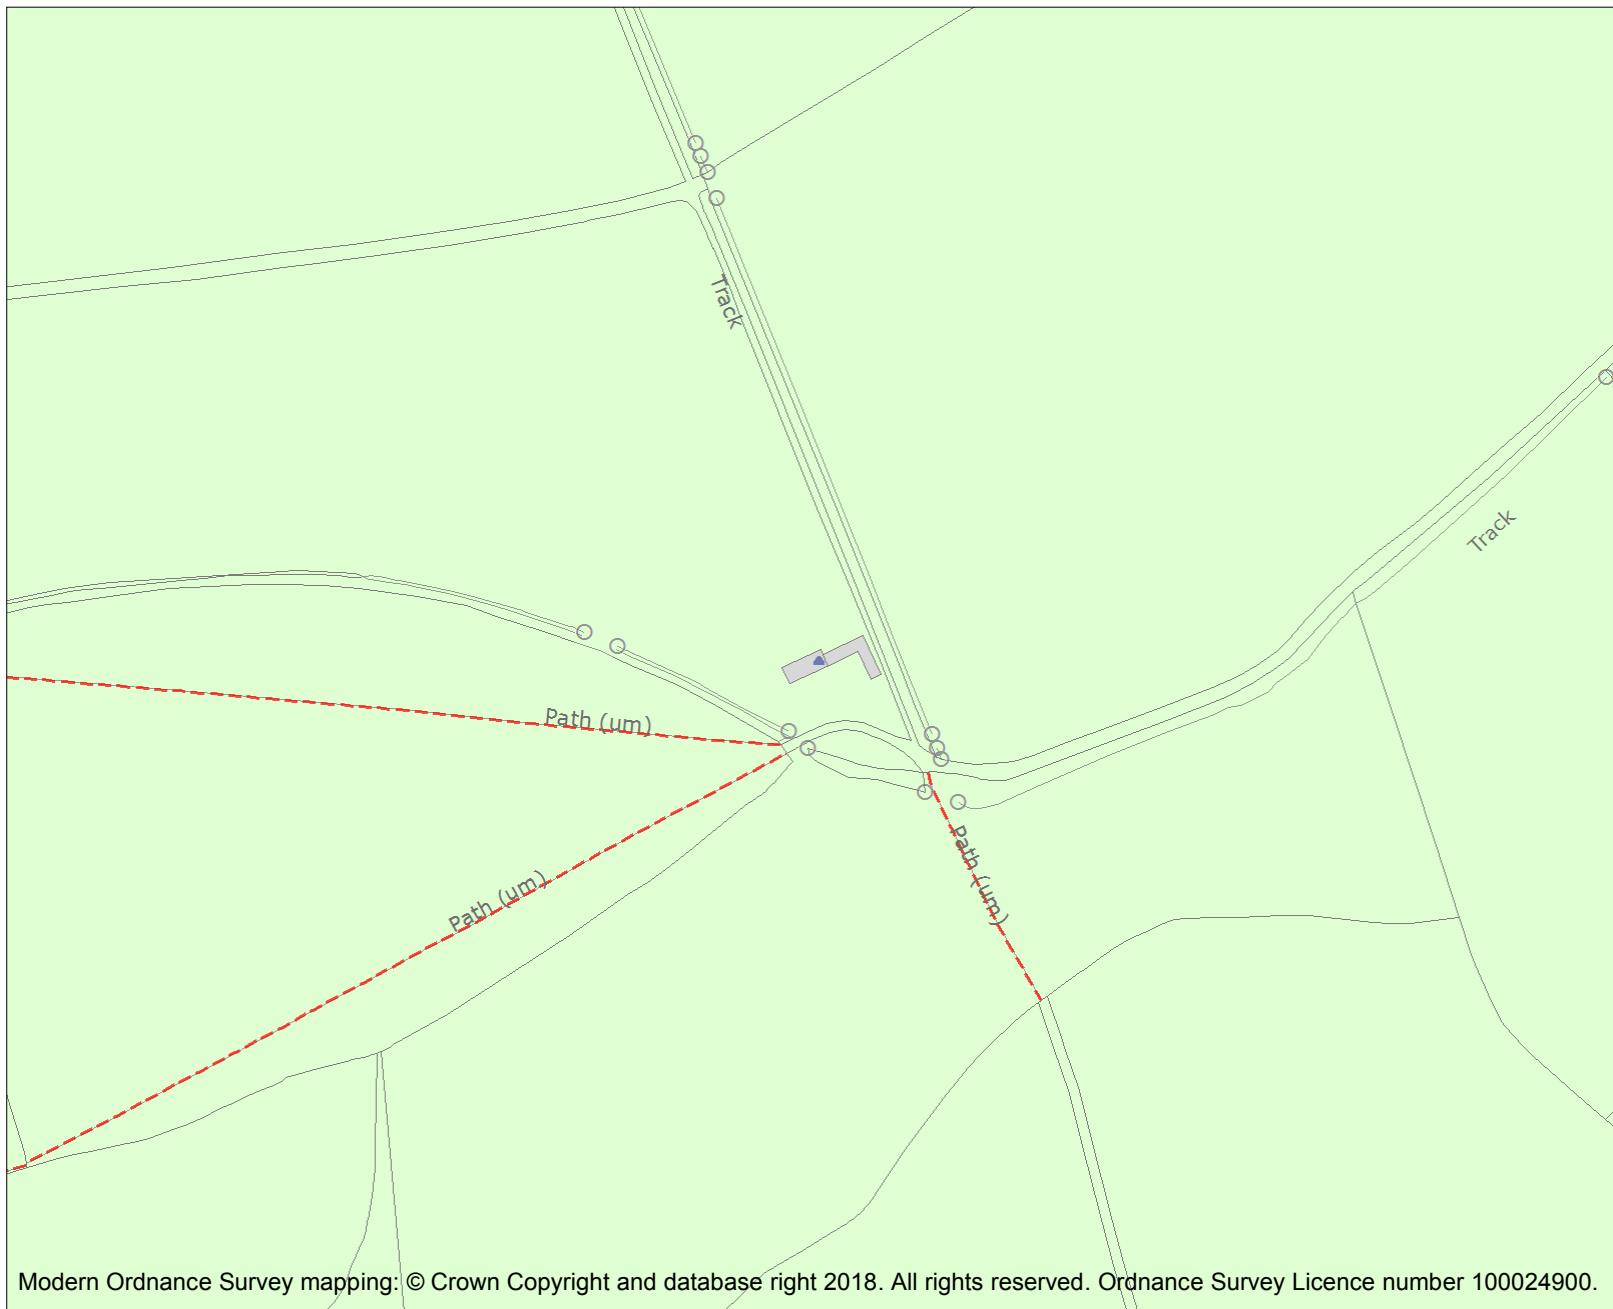 Track
Track
Path (um)
Path (um)
Path (um)
Modern Ordnance Survey mapping: © Crown Copyright and database right 2018. All rights reserved. Ordnance Survey Licence number 100024900.